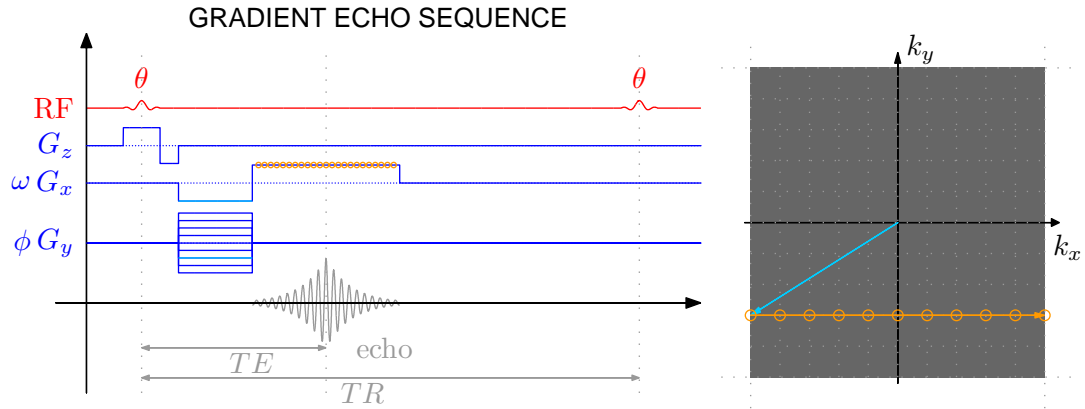 GRADIENT ECHO SEQUENCE
θ θ
RF
G_z
ω G_x
ϕ G_y
echo
TE
TR
k_y
k_x